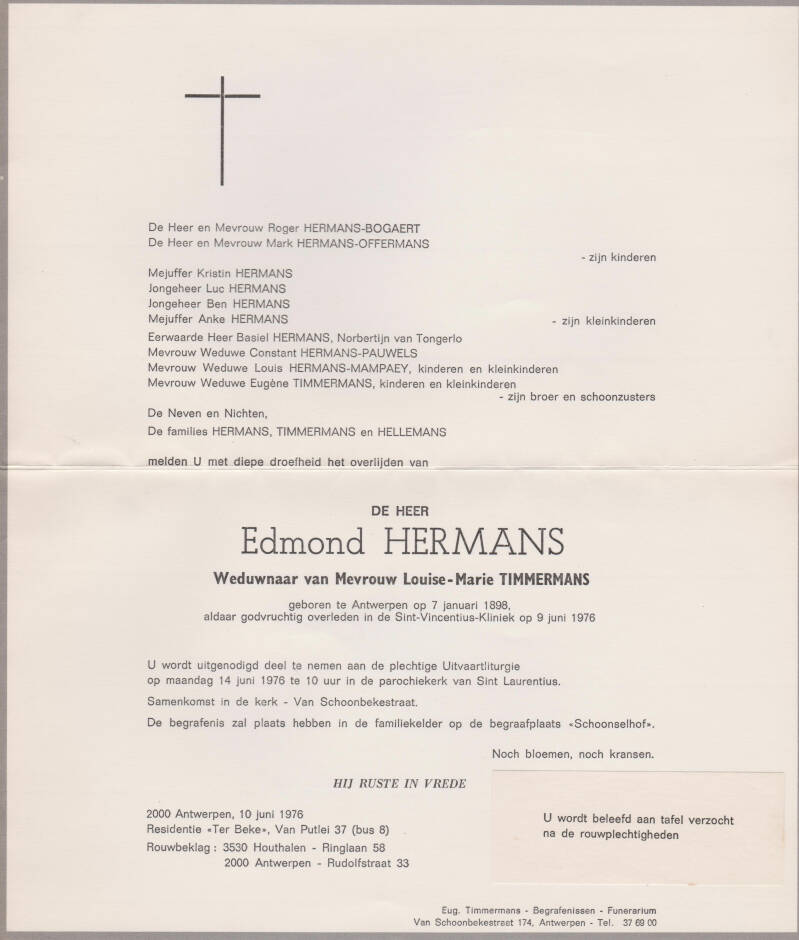 De Heer en Mevrouw Roger HERMANS-BOGAERT
De Heer en Mevrouw Mark HERMANS-OFFERMANS
- zijn kinderen
Mejuffer Kristin HERMANS
Jongeheer Luc HERMANS
Jongeheer Ben HERMANS
Mejuffer Anke HERMANS
- zijn kleinkinderen
Eerwaarde Heer Basiel HERMANS, Norbertijn van Tongerlo
Mevrouw Weduwe Constant HERMANS-PAUWELS
Mevrouw Weduwe Louis HERMANS-MAMPAEY, kinderen en kleinkinderen
Mevrouw Weduwe Eugène TIMMERMANS, kinderen en kleinkinderen
- zijn broer en schoonzusters
De Neven en Nichten,
De families HERMANS, TIMMERMANS en HELLEMANS
melden U met diepe droefheid het overlijden van
DE HEER
Edmond HERMANS
Weduwnaar van Mevrouw Louise-Marie TIMMERMANS
geboren te Antwerpen op 7 januari 1898,
aldaar godvruchtig overleden in de Sint-Vincentius-Kliniek op 9 juni 1976
U wordt uitgenodigd deel te nemen aan de plechtige Uitvaartliturgie
op maandag 14 juni 1976 te 10 uur in de parochiekerk van Sint Laurentius.
Samenkomst in de kerk - Van Schoonbekestraat.
De begrafenis zal plaats hebben in de familiekelder op de begraafplaats «Schoonselhof».
Noch bloemen, noch kransen.
HIJ RUSTE IN VREDE
2000 Antwerpen, 10 juni 1976
Residentie «Ter Beke», Van Putlei 37 (bus 8)
Rouwbeklag : 3530 Houthalen - Ringlaan 58
2000 Antwerpen - Rudolfstraat 33
U wordt beleefd aan tafel verzocht
na de rouwplechtigheden
Eug. Timmermans - Begrafenissen - Funerarium
Van Schoonbekestraat 174, Antwerpen - Tel. 37 69 00